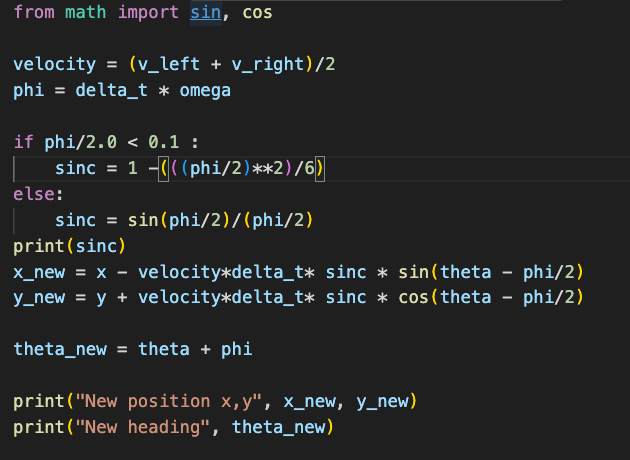 from math import sin, cos
velocity = (v_left + v_right)/2
phi = delta_t * omega
if phi/2.0 < 0.1 :
    sinc = 1 -(((phi/2)**2)/6)
else:
    sinc = sin(phi/2)/(phi/2)
print(sinc)
x_new = x - velocity*delta_t* sinc * sin(theta - phi/2)
y_new = y + velocity*delta_t* sinc * cos(theta - phi/2)
theta_new = theta + phi
print("New position x,y", x_new, y_new)
print("New heading", theta_new)